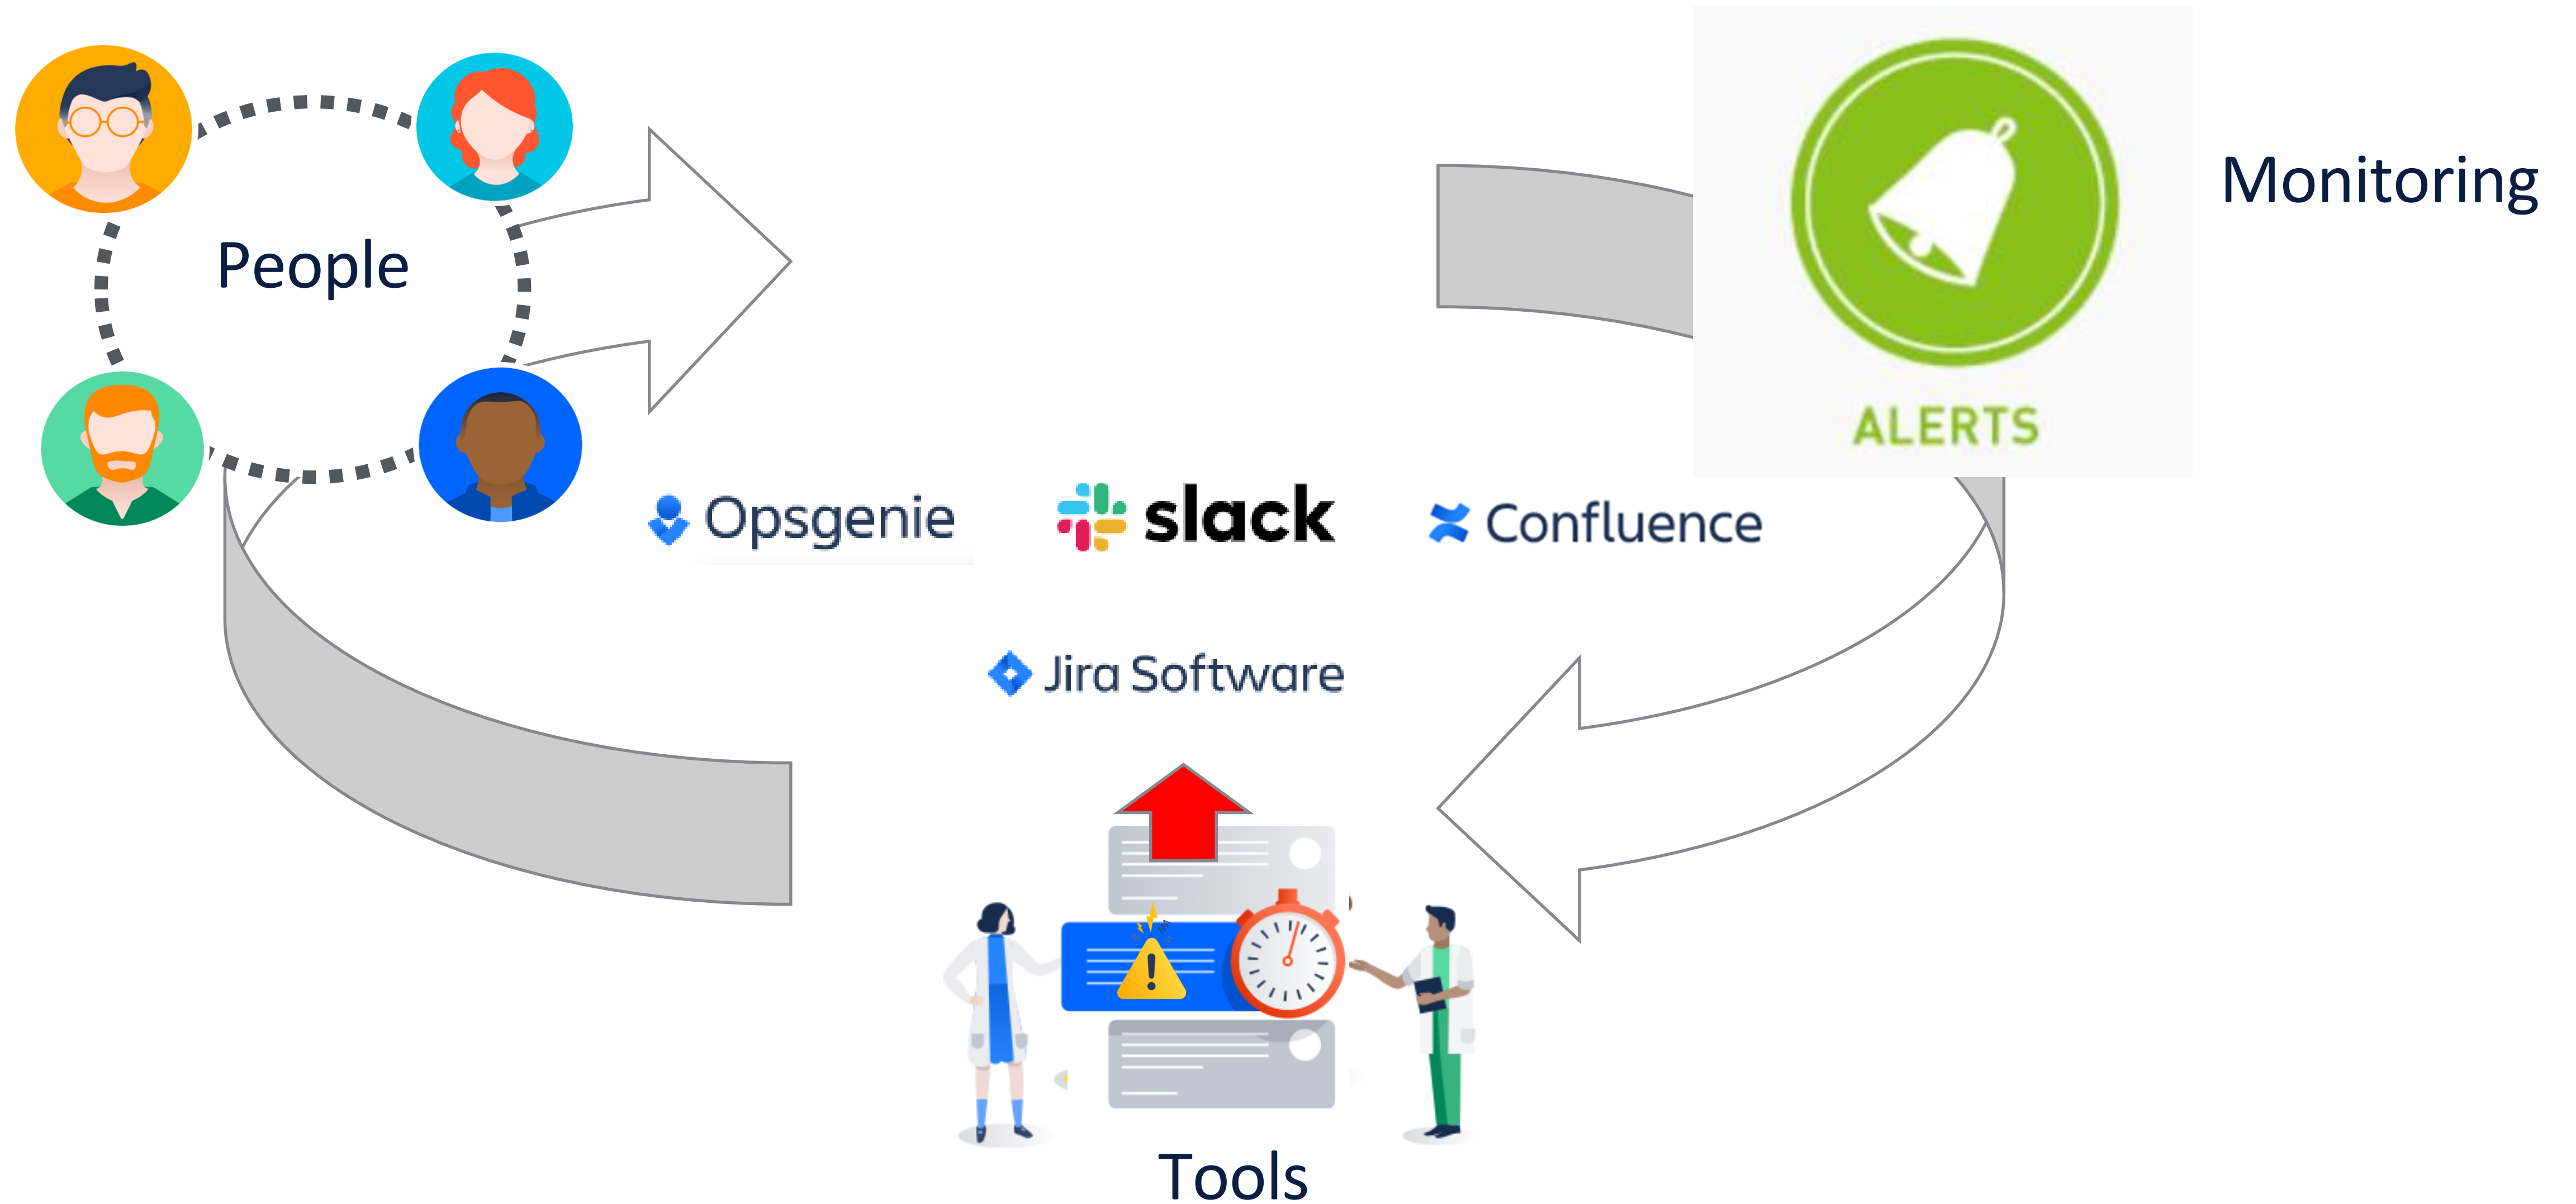 People
Monitoring
ALERTS
Opsgenie
slack
Confluence
Jira Software
Tools